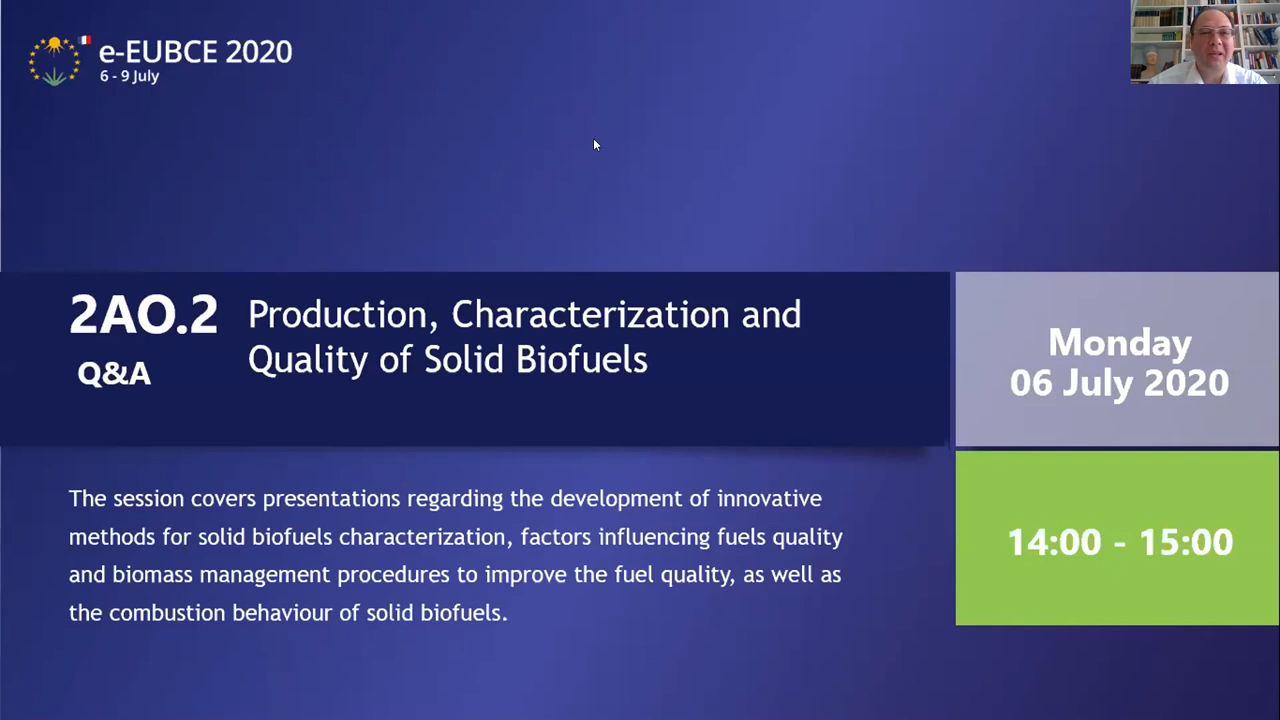 e-EUBCE 2020
6 - 9 July
2AO.2
Q&A
Production, Characterization and
Quality of Solid Biofuels
Monday
06 July 2020
The session covers presentations regarding the development of innovative
methods for solid biofuels characterization, factors influencing fuels quality
and biomass management procedures to improve the fuel quality, as well as
the combustion behaviour of solid biofuels.
14:00 - 15:00